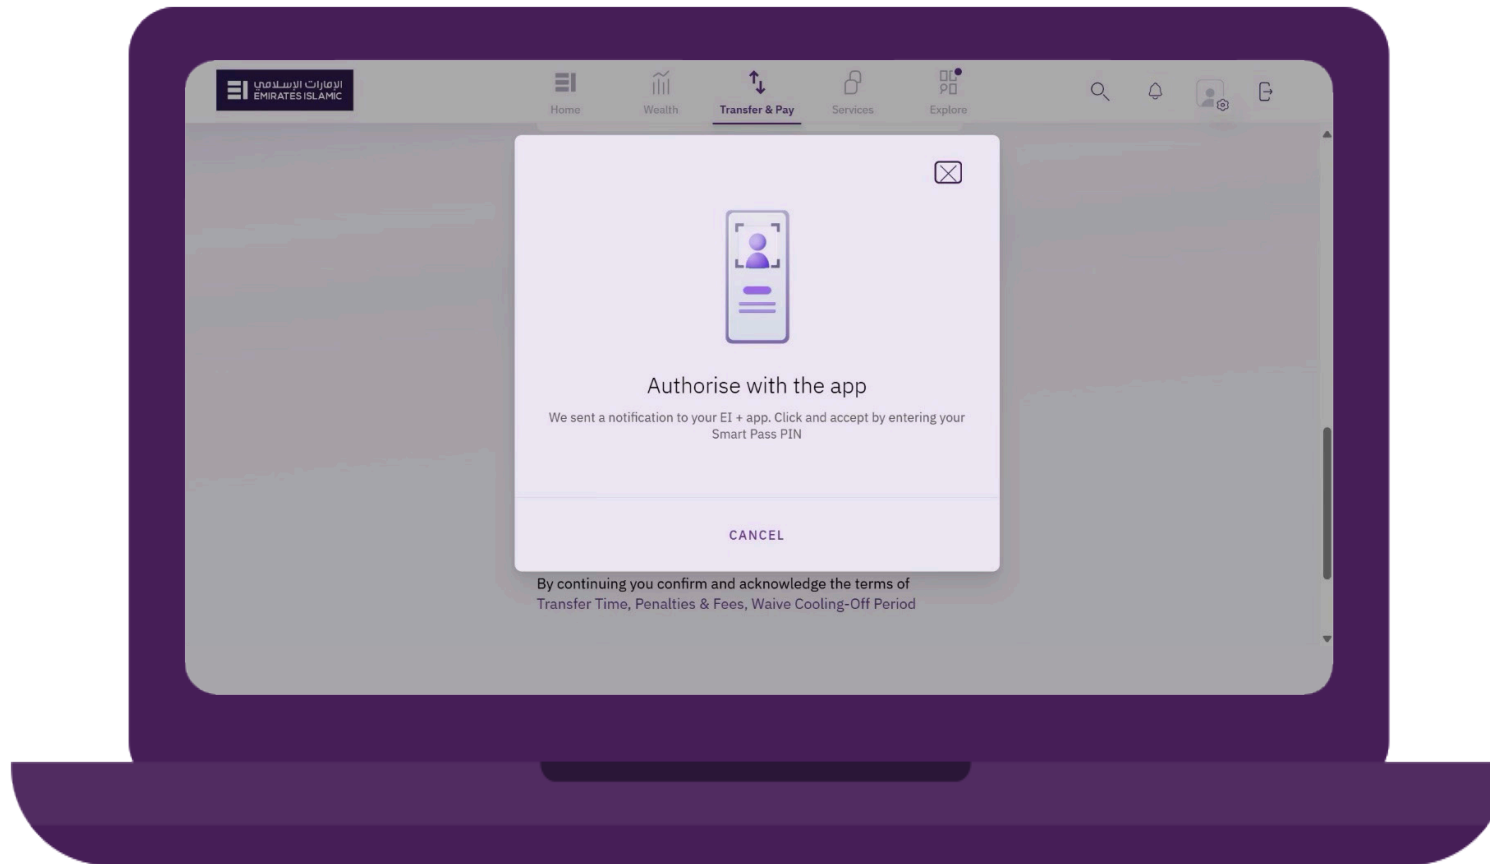 الإمارات الإسلامي
EMIRATES ISLAMIC
Home
Wealth
Transfer & Pay
Services
Explore
Authorise with the app
We sent a notification to your EI + app. Click and accept by entering your
Smart Pass PIN
CANCEL
By continuing you confirm and acknowledge the terms of
Transfer Time, Penalties & Fees, Waive Cooling-Off Period